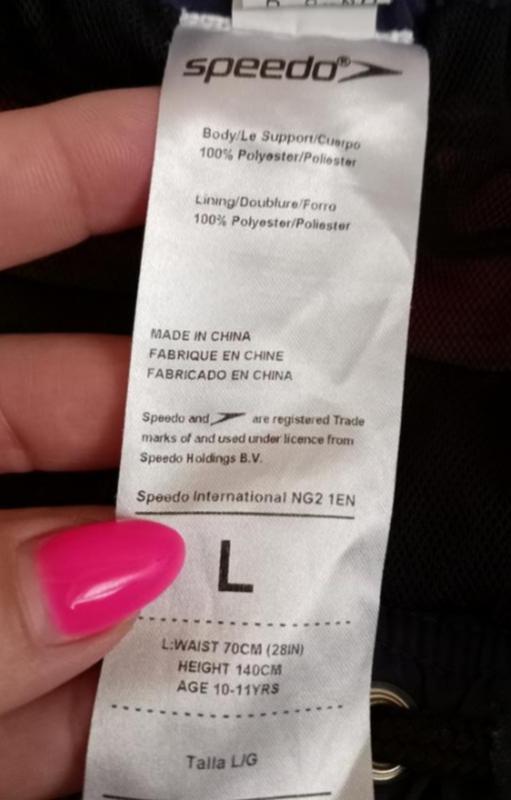 speedo®
Body/Le Support/Cuerpo
100% Polyester/Poliester
Lining/Doublure/Forro
100% Polyester/Poliester
MADE IN CHINA
FABRIQUE EN CHINE
FABRICADO EN CHINA
Speedo and are registered Trade
marks of and used under licence from
Speedo Holdings B.V.
Speedo International NG2 1EN
L
L:WAIST 70CM (28IN)
HEIGHT 140CM
AGE 10-11YRS
Talla L/G